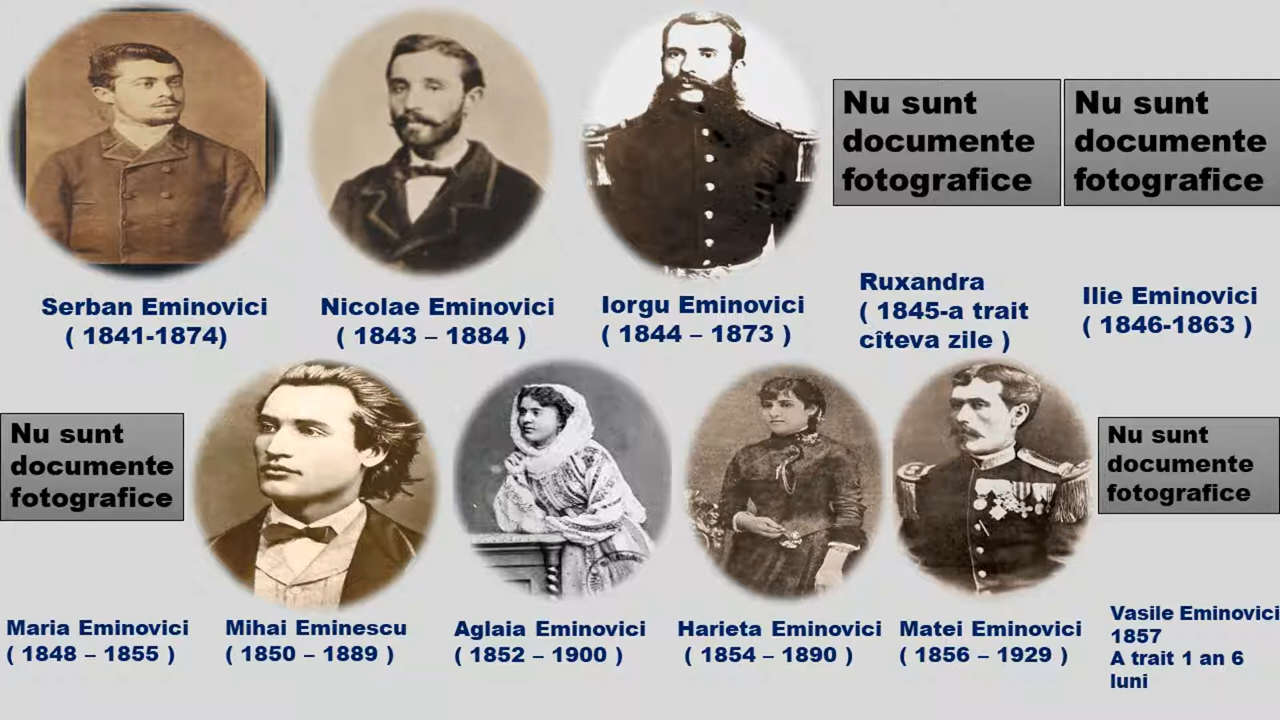 Nu sunt
documente
fotografice
Nu sunt
documente
fotografice
Serban Eminovici
( 1841-1874)
Nicolae Eminovici
( 1843 – 1884 )
Iorgu Eminovici
( 1844 – 1873 )
Ruxandra
( 1845-a trait
cîteva zile )
Ilie Eminovici
( 1846-1863 )
Nu sunt
documente
fotografice
Nu sunt
documente
fotografice
Maria Eminovici
( 1848 – 1855 )
Mihai Eminescu
( 1850 – 1889 )
Aglaia Eminovici
( 1852 – 1900 )
Harieta Eminovici
( 1854 – 1890 )
Matei Eminovici
( 1856 – 1929 )
Vasile Eminovici
1857
A trait 1 an 6
luni